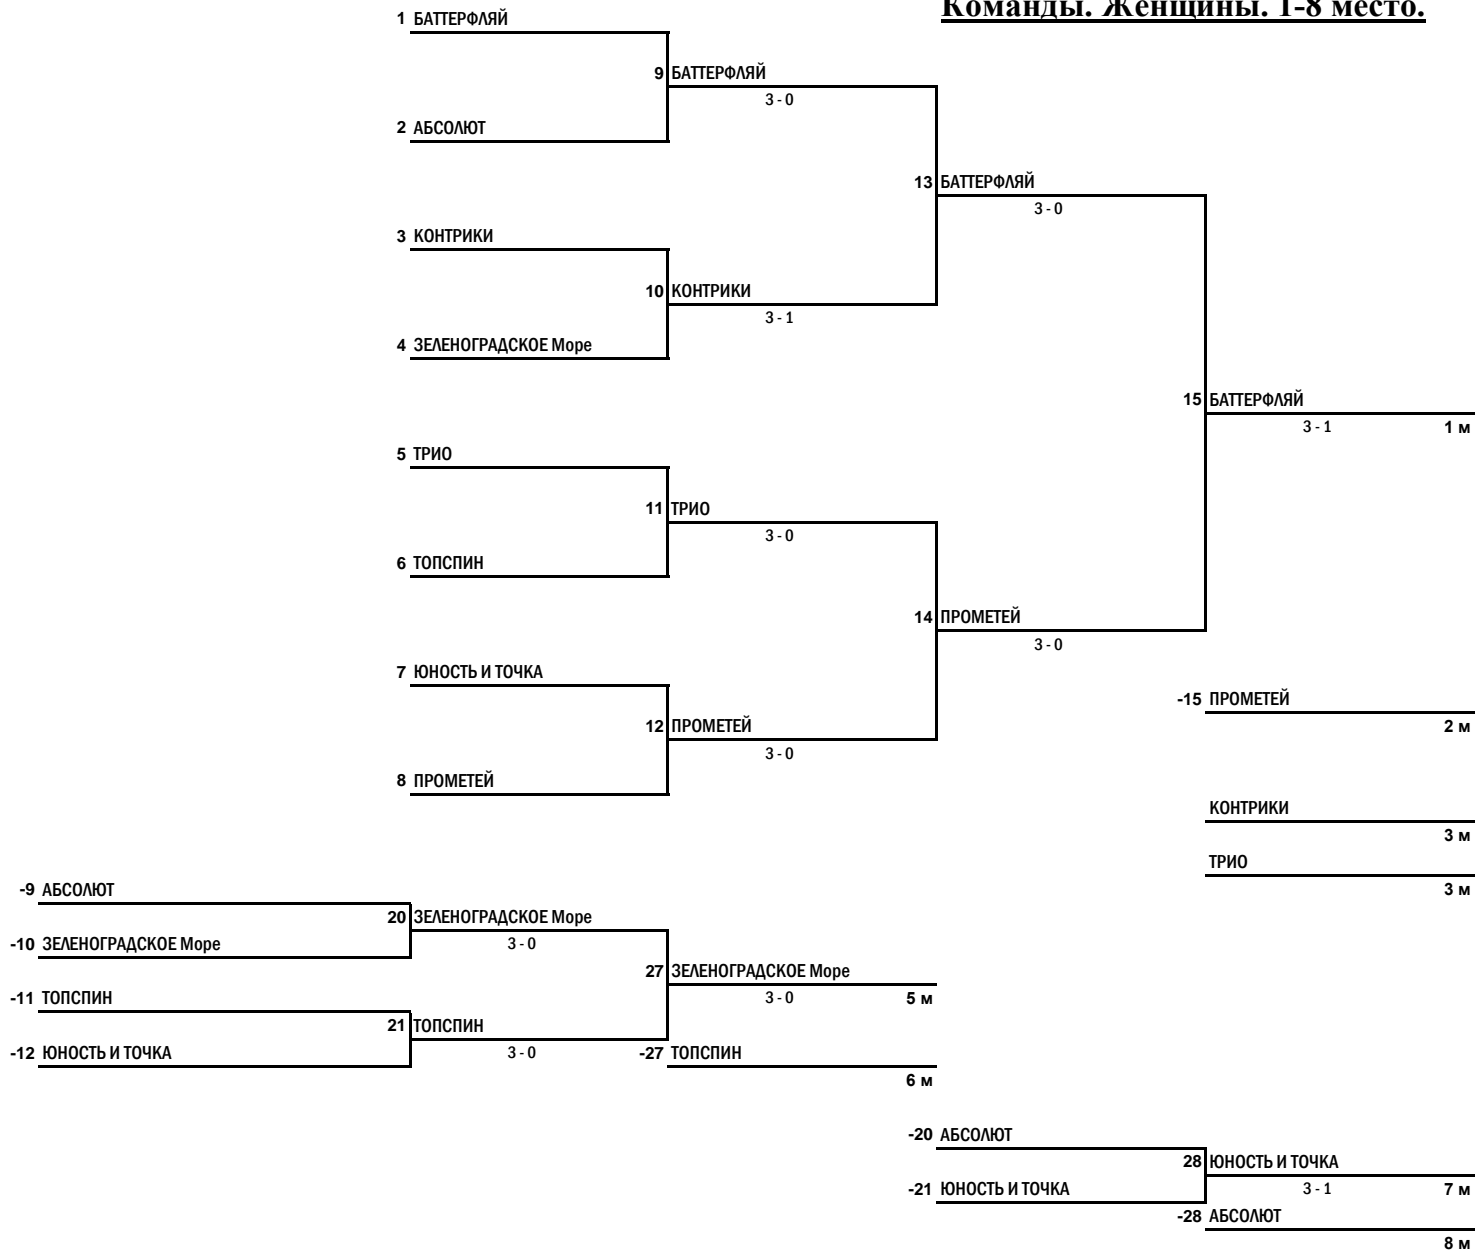 Команды. Женщины. 1-8 место.
1 БАТТЕРФЛЯЙ
9 БАТТЕРФЛЯЙ
3 - 0
2 АБСОЛЮТ
13 БАТТЕРФЛЯЙ
3 - 0
3 КОНТРИКИ
10 КОНТРИКИ
3 - 1
4 ЗЕЛЕНОГРАДСКОЕ Море
15 БАТТЕРФЛЯЙ
3 - 1 1 м
5 ТРИО
11 ТРИО
3 - 0
6 ТОПСПИН
14 ПРОМЕТЕЙ
3 - 0
7 ЮНОСТЬ И ТОЧКА
-15 ПРОМЕТЕЙ
2 м
12 ПРОМЕТЕЙ
3 - 0
8 ПРОМЕТЕЙ
КОНТРИКИ
3 м
ТРИО
3 м
-9 АБСОЛЮТ
20 ЗЕЛЕНОГРАДСКОЕ Море
3 - 0
-10 ЗЕЛЕНОГРАДСКОЕ Море
27 ЗЕЛЕНОГРАДСКОЕ Море
3 - 0 5 м
-11 ТОПСПИН
21 ТОПСПИН
3 - 0
-12 ЮНОСТЬ И ТОЧКА
-27 ТОПСПИН
6 м
-20 АБСОЛЮТ
28 ЮНОСТЬ И ТОЧКА
3 - 1 7 м
-21 ЮНОСТЬ И ТОЧКА
-28 АБСОЛЮТ
8 м